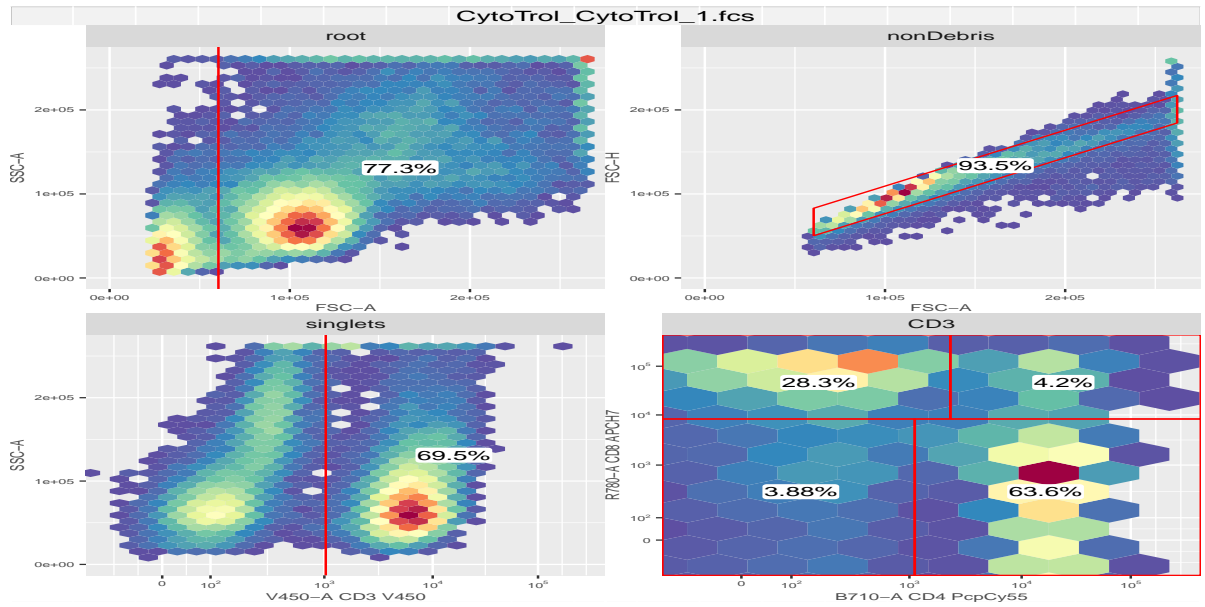 CytoTrol_CytoTrol_1.fcs
root
nonDebris
SSC-A
2e+05
1e+05
0e+00
77.3%
0e+00 1e+05 2e+05
FSC-A
FSC-H
2e+05
1e+05
0e+00
93.5%
0e+00 1e+05 2e+05
FSC-A
singlets
CD3
SSC-A
2e+05
1e+05
0e+00
69.5%
0 10² 10³ 10⁴ 10⁵
V450-A CD3 V450
R780-A CD8 APCH7
10⁵
10⁴
10³
10²
0
28.3% 4.2%
3.88% 63.6%
0 10² 10³ 10⁴ 10⁵
B710-A CD4 PcpCy55